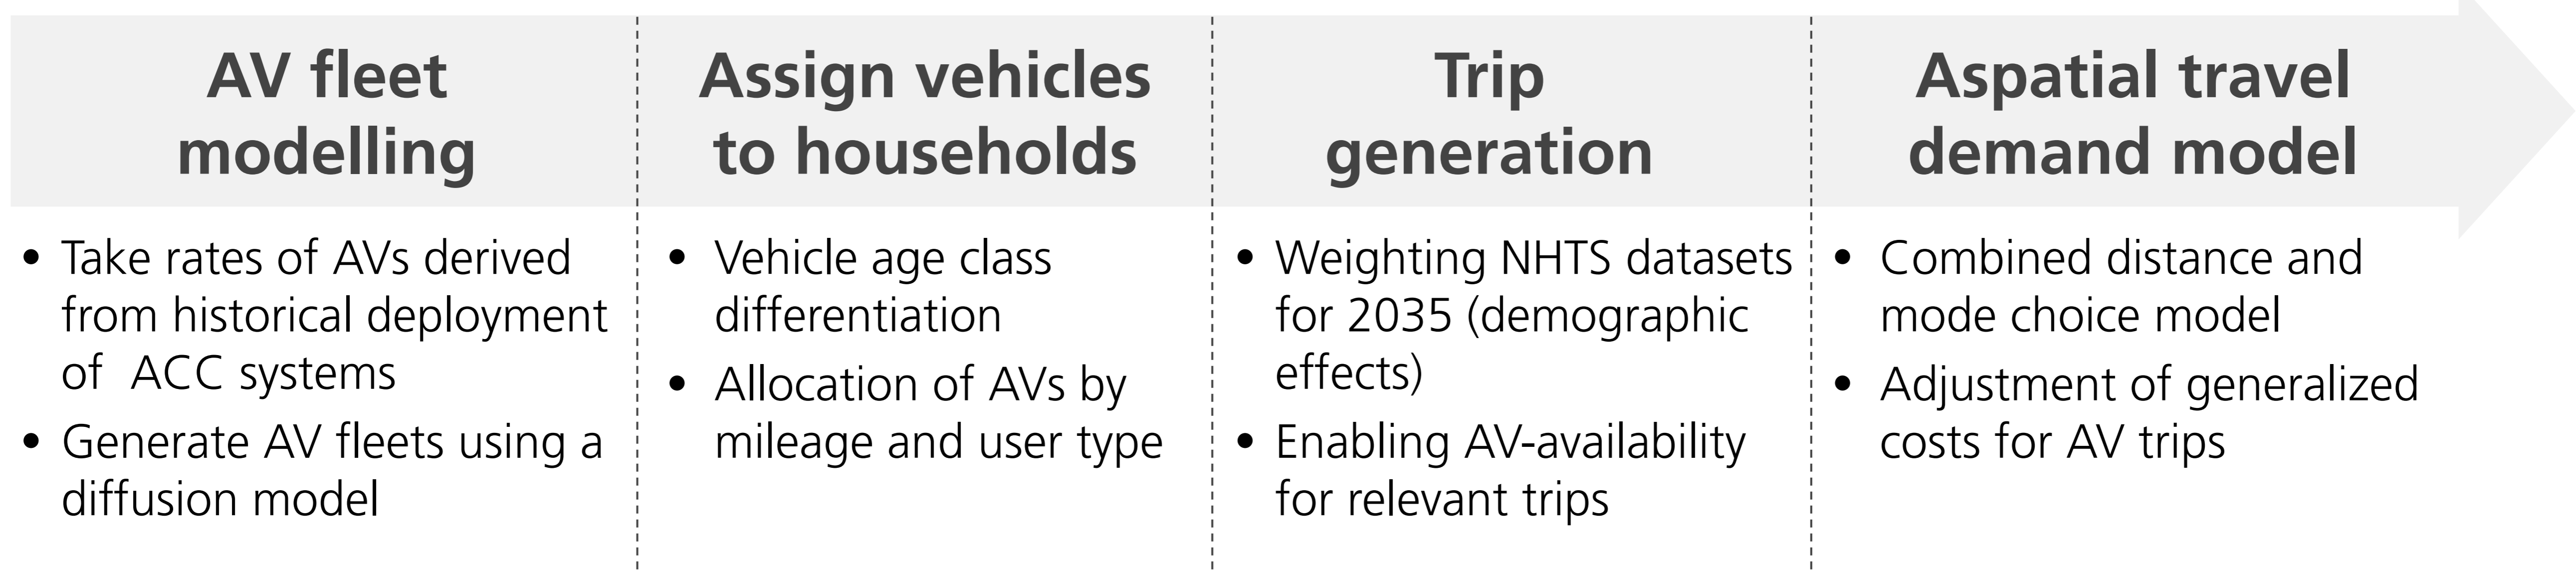 AV fleet
modelling
• Take rates of AVs derived
from historical deployment
of ACC systems
• Generate AV fleets using a
diffusion model
Assign vehicles
to households
• Vehicle age class
differentiation
• Allocation of AVs by
mileage and user type
Trip
generation
• Weighting NHTS datasets
for 2035 (demographic
effects)
• Enabling AV-availability
for relevant trips
Aspatial travel
demand model
• Combined distance and
mode choice model
• Adjustment of generalized
costs for AV trips